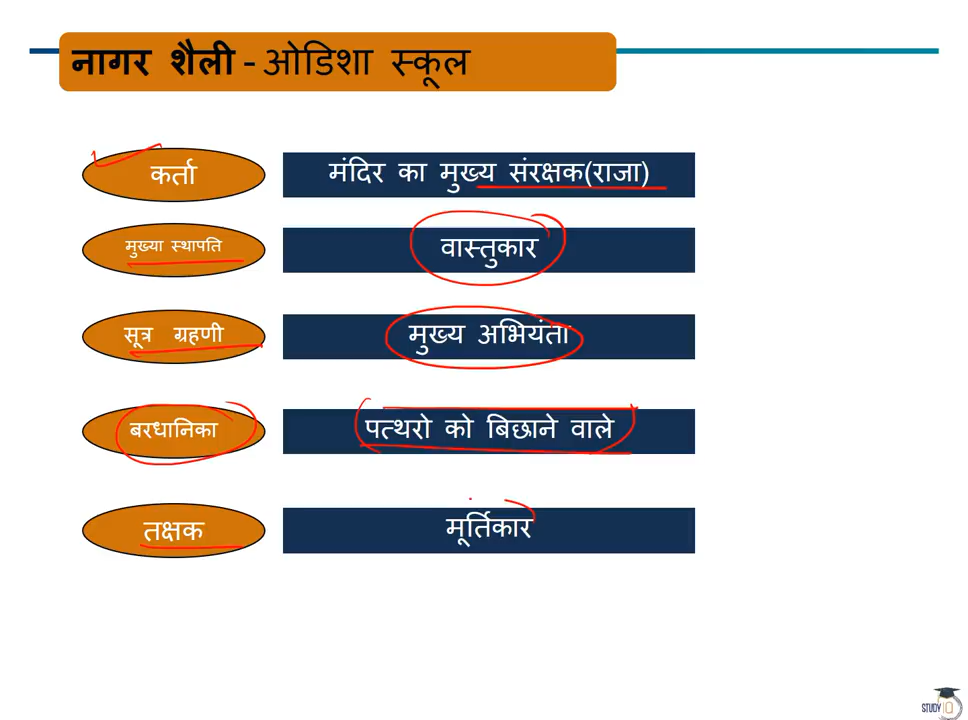 नागर शैली - ओडिशा स्कूल
कर्ता
मंदिर का मुख्य संरक्षक(राजा)
मुख्या स्थापति
वास्तुकार
सूत्र ग्रहणी
मुख्य अभियंता
बरधानिका
पत्थरो को बिछाने वाले
तक्षक
मूर्तिकार
STUDY IQ